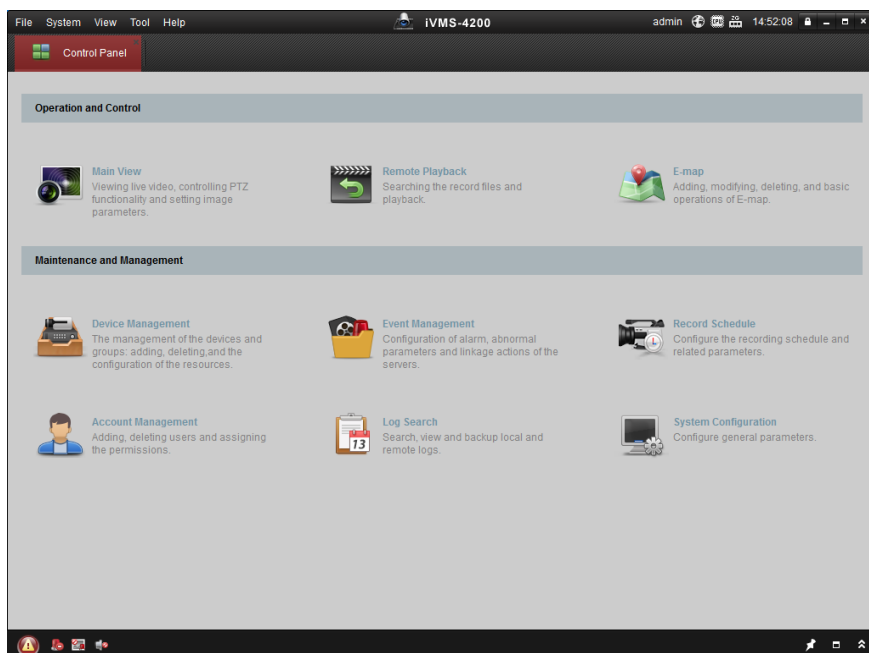 File System View Tool Help iVMS-4200 admin 14:52:08
Control Panel
Operation and Control
Main View
Viewing live video, controlling PTZ
functionality and setting image
parameters.
Remote Playback
Searching the record files and
playback.
E-map
Adding, modifying, deleting, and basic
operations of E-map.
Maintenance and Management
Device Management
The management of the devices and
groups: adding, deleting,and the
configuration of the resources.
Event Management
Configuration of alarm, abnormal
parameters and linkage actions of the
servers.
Record Schedule
Configure the recording schedule and
related parameters.
Account Management
Adding, deleting users and assigning
the permissions.
13
Log Search
Search, view and backup local and
remote logs.
System Configuration
Configure general parameters.